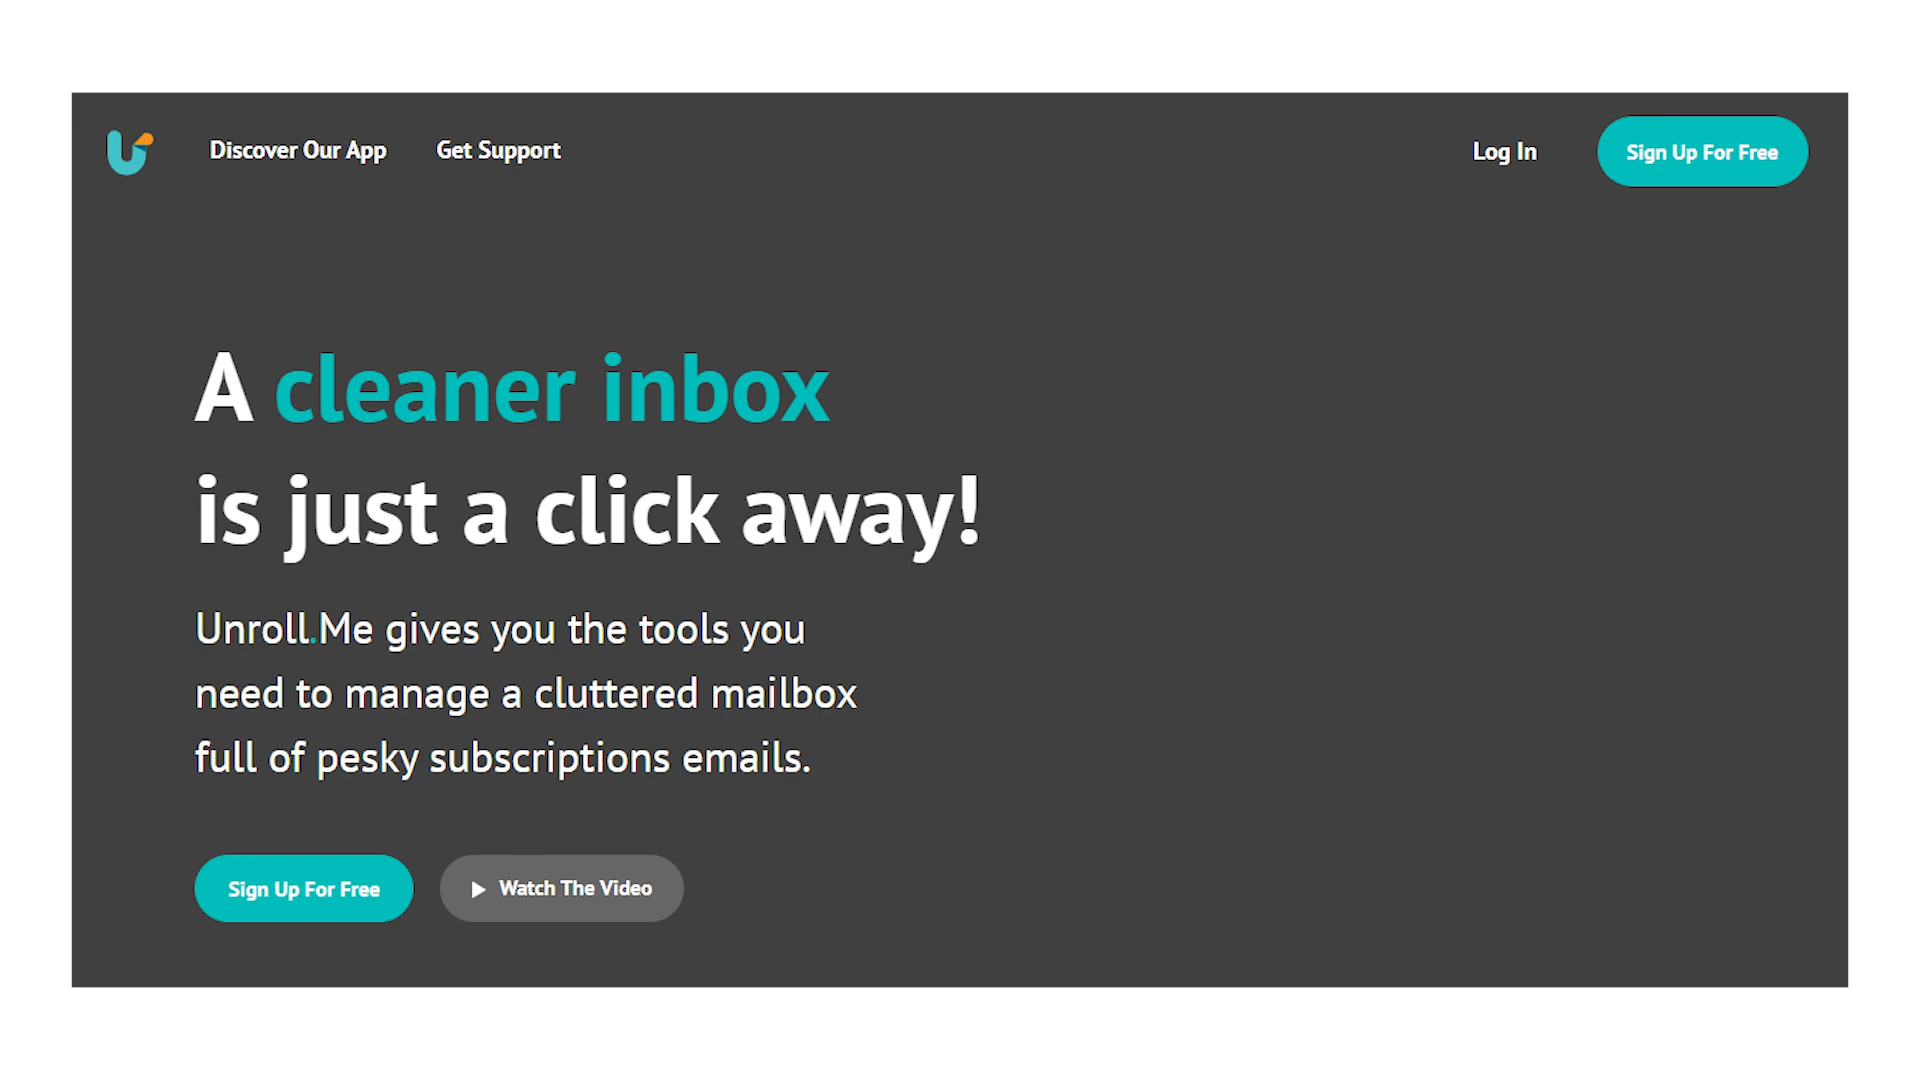 Discover Our App
Get Support
Log In
Sign Up For Free
A cleaner inbox
is just a click away!
Unroll.Me gives you the tools you
need to manage a cluttered mailbox
full of pesky subscriptions emails.
Sign Up For Free
Watch The Video